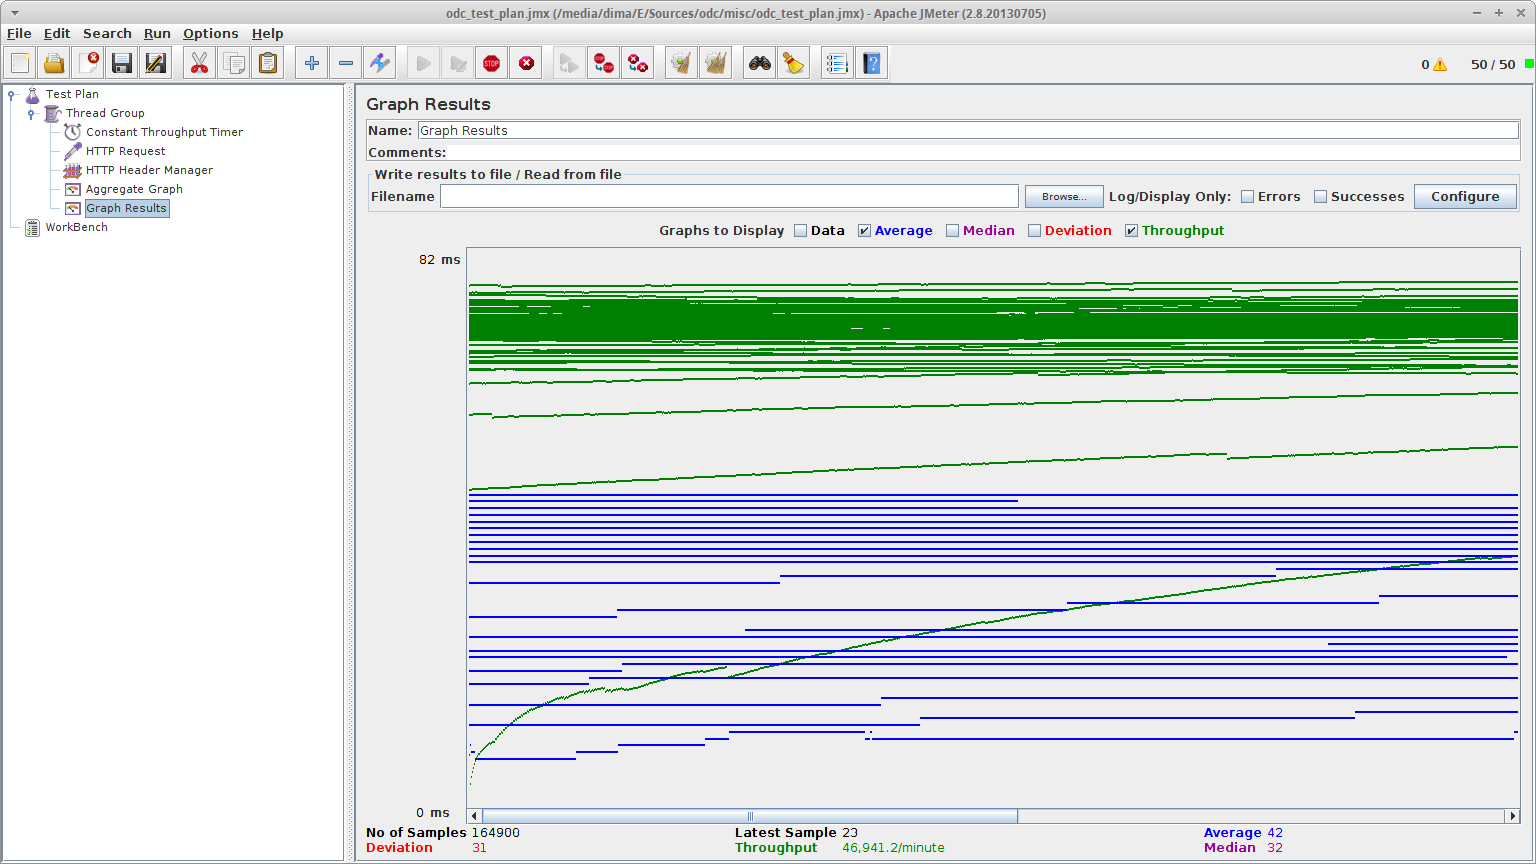 odc_test_plan.jmx (/media/dima/E/Sources/odc/misc/odc_test_plan.jmx) - Apache JMeter (2.8.20130705)
File Edit Search Run Options Help
0 50 / 50
Test Plan
Thread Group
Constant Throughput Timer
HTTP Request
HTTP Header Manager
Aggregate Graph
Graph Results
WorkBench
Graph Results
Name: Graph Results
Comments:
Write results to file / Read from file
Filename Browse... Log/Display Only: Errors Successes Configure
Graphs to Display Data Average Median Deviation Throughput
82 ms
0 ms
No of Samples 164900 Latest Sample 23 Average 42
Deviation 31 Throughput 46,941.2/minute Median 32